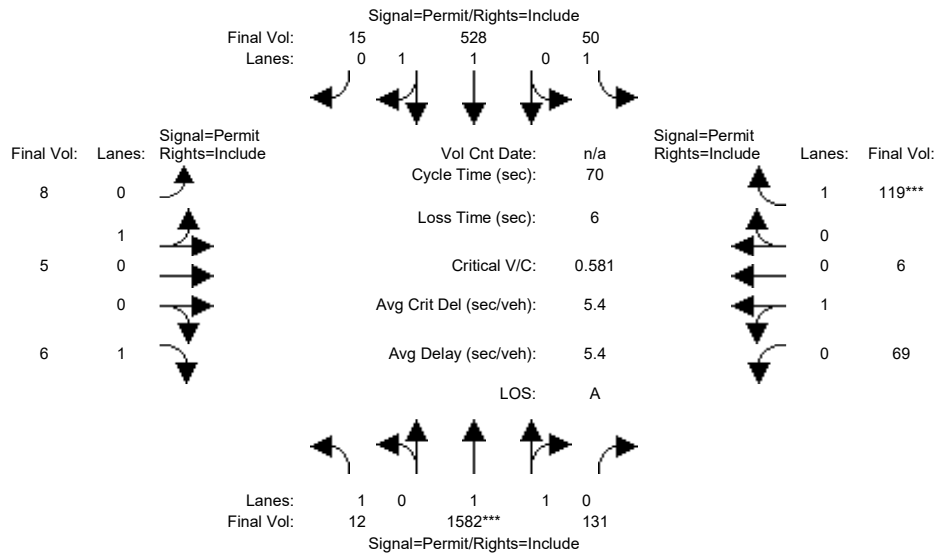 Signal=Permit/Rights=Include
Final Vol: 15 528 50
Lanes: 0 1 1 0 1
Signal=Permit
Final Vol: Lanes: Rights=Include
Vol Cnt Date: n/a
Signal=Permit
Rights=Include Lanes: Final Vol:
Cycle Time (sec): 70
8 0
1 119***
Loss Time (sec): 6
1
0
5 0
Critical V/C: 0.581
0 6
0
Avg Crit Del (sec/veh): 5.4
1
6 1
Avg Delay (sec/veh): 5.4
0 69
LOS: A
Lanes: 1 0 1 1 0
Final Vol: 12 1582*** 131
Signal=Permit/Rights=Include